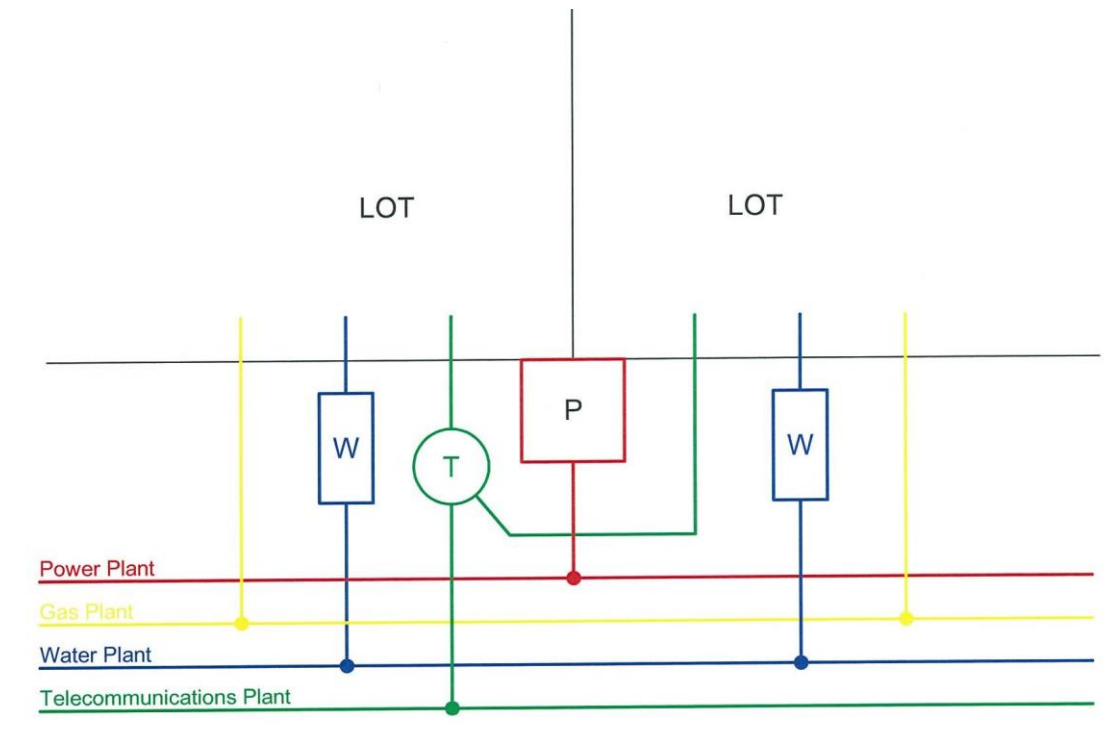 LOT
LOT
P
W
W
T
Power Plant
Gas Plant
Water Plant
Telecommunications Plant